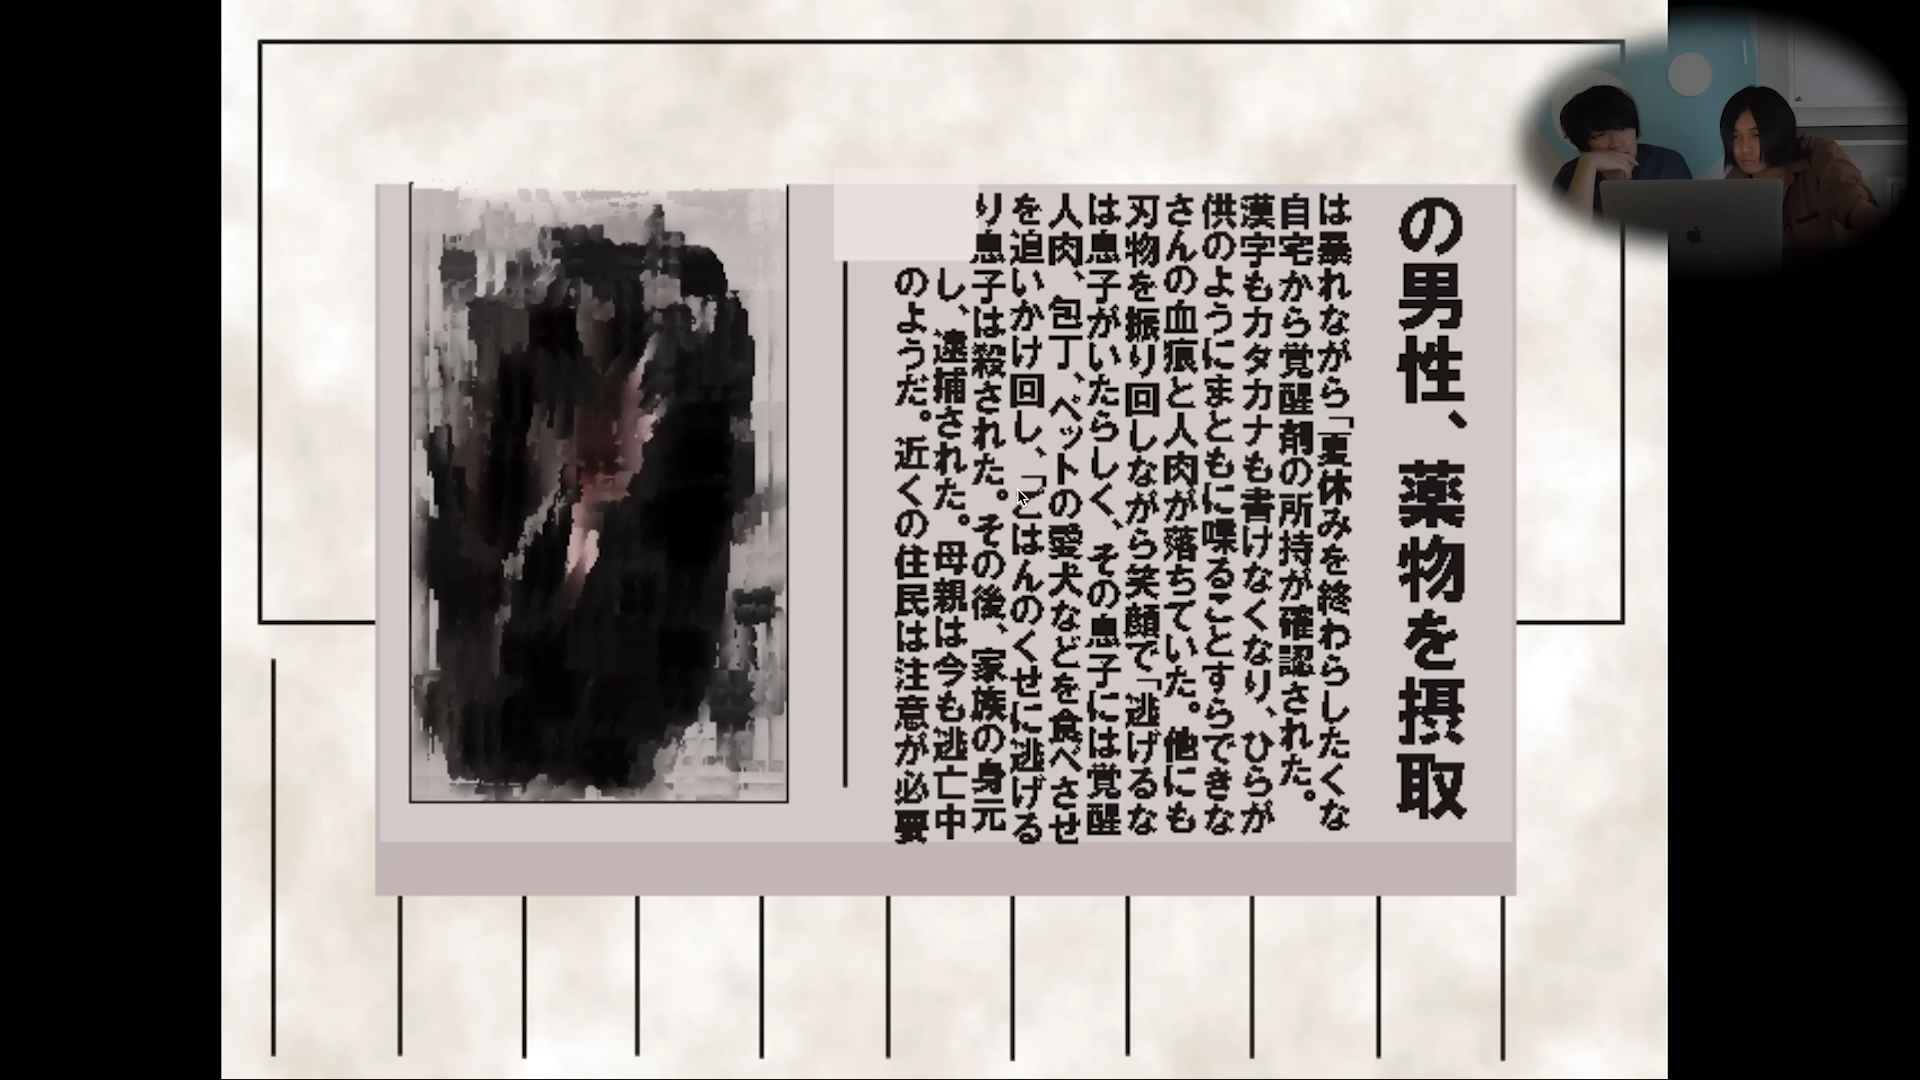 の男性、薬物を摂取
は暴れながら「夏休みを終わらしたくな
自宅から覚醒剤の所持が確認された。
漢字もカタカナも書けなくなり、ひらが
供のようにまともに喋ることすらできな
さんの血痕と人肉が落ちていた。他にも
刃物を振り回しながら笑顔で「逃げるな
は息子がいたらしく、その息子には覚醒
人肉、包丁、ペットの愛犬などを食べさせ
を追いかけ回し、「ごはんのくせに逃げる
り息子は殺された。その後、家族の身元
し、逮捕された。母親は今も逃亡中
のようだ。近くの住民は注意が必要